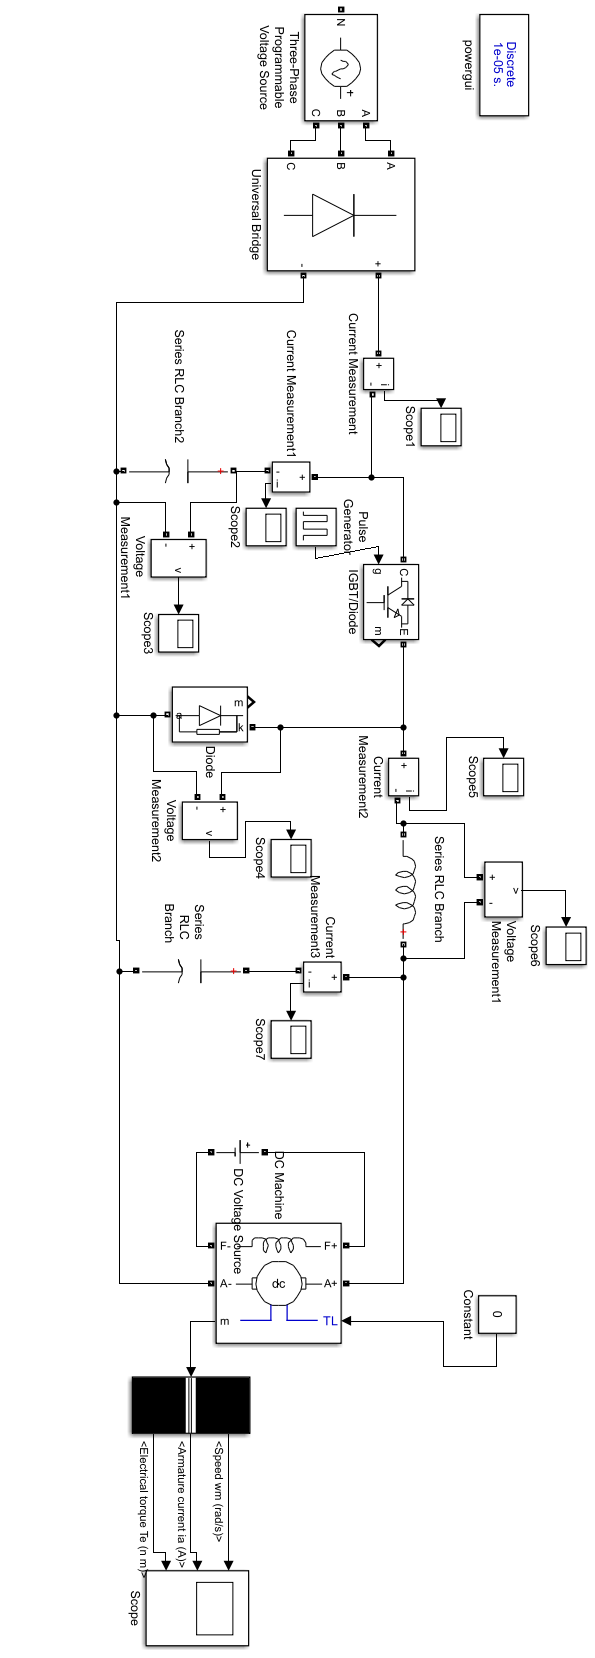 Discrete
1e-05 s.
powergui
N
A
B
C
+
Three-Phase
Programmable
Voltage Source
A
B
C
+
-
Universal Bridge
+
-
i
Current Measurement
Scope1
+
-
i
Current Measurement1
Scope2
Series RLC Branch2
+
Pulse
Generator
g
C
E
m
IGBT/Diode
+
-
v
Voltage
Measurement1
Scope3
m
a
k
Diode
+
-
i
Current
Measurement2
Scope5
+
-
v
Voltage
Measurement2
Scope4
Series RLC Branch
+
+
-
v
Voltage
Measurement1
Scope6
+
-
i
Current
Measurement3
Scope7
Series
RLC
Branch
+
+
DC Voltage Source
DC Machine
F+
F-
A+
A-
dc
TL
m
0
Constant
<Speed wm (rad/s)>
<Armature current ia (A)>
<Electrical torque Te (n m)>
Scope